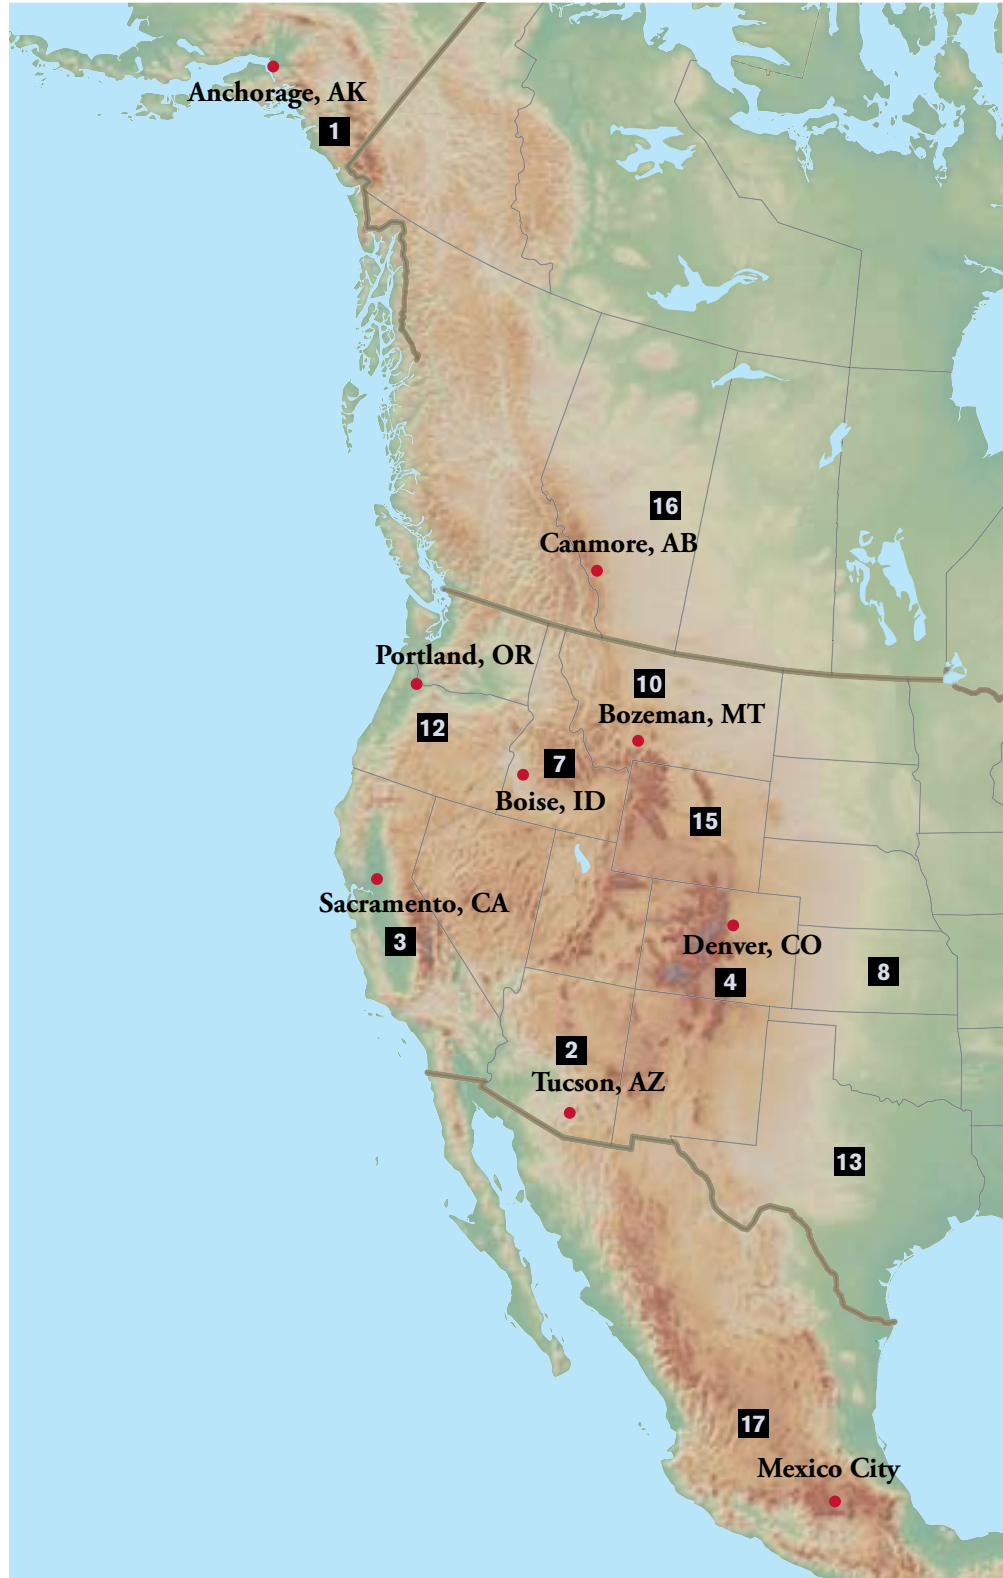 Anchorage, AK
1
16
Canmore, AB
Portland, OR
10
Bozeman, MT
12
7
Boise, ID
15
Sacramento, CA
3
Denver, CO
4
8
2
Tucson, AZ
13
17
Mexico City